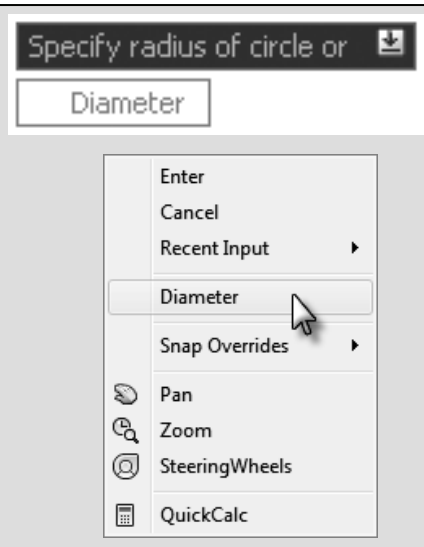 Specify radius of circle or
Diameter
Enter
Cancel
Recent Input
Diameter
Snap Overrides
Pan
Zoom
SteeringWheels
QuickCalc